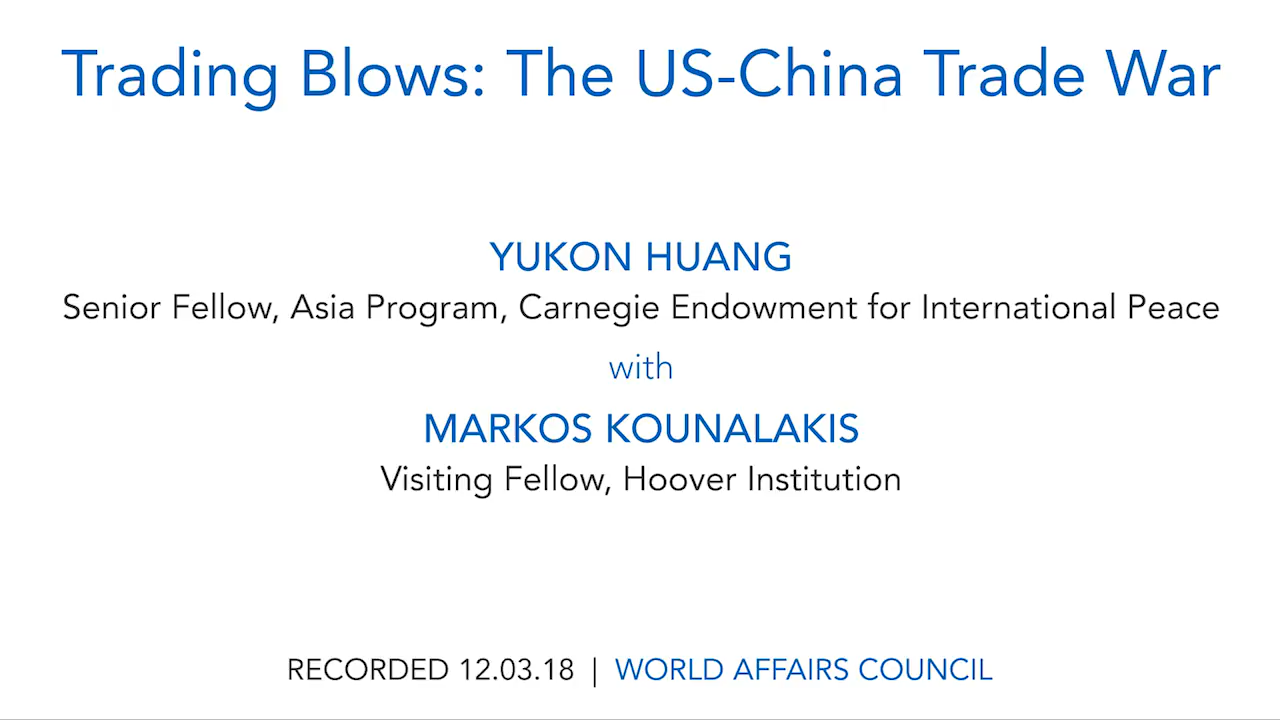 Trading Blows: The US-China Trade War
YUKON HUANG
Senior Fellow, Asia Program, Carnegie Endowment for International Peace
with
MARKOS KOUNALAKIS
Visiting Fellow, Hoover Institution
RECORDED 12.03.18 | WORLD AFFAIRS COUNCIL